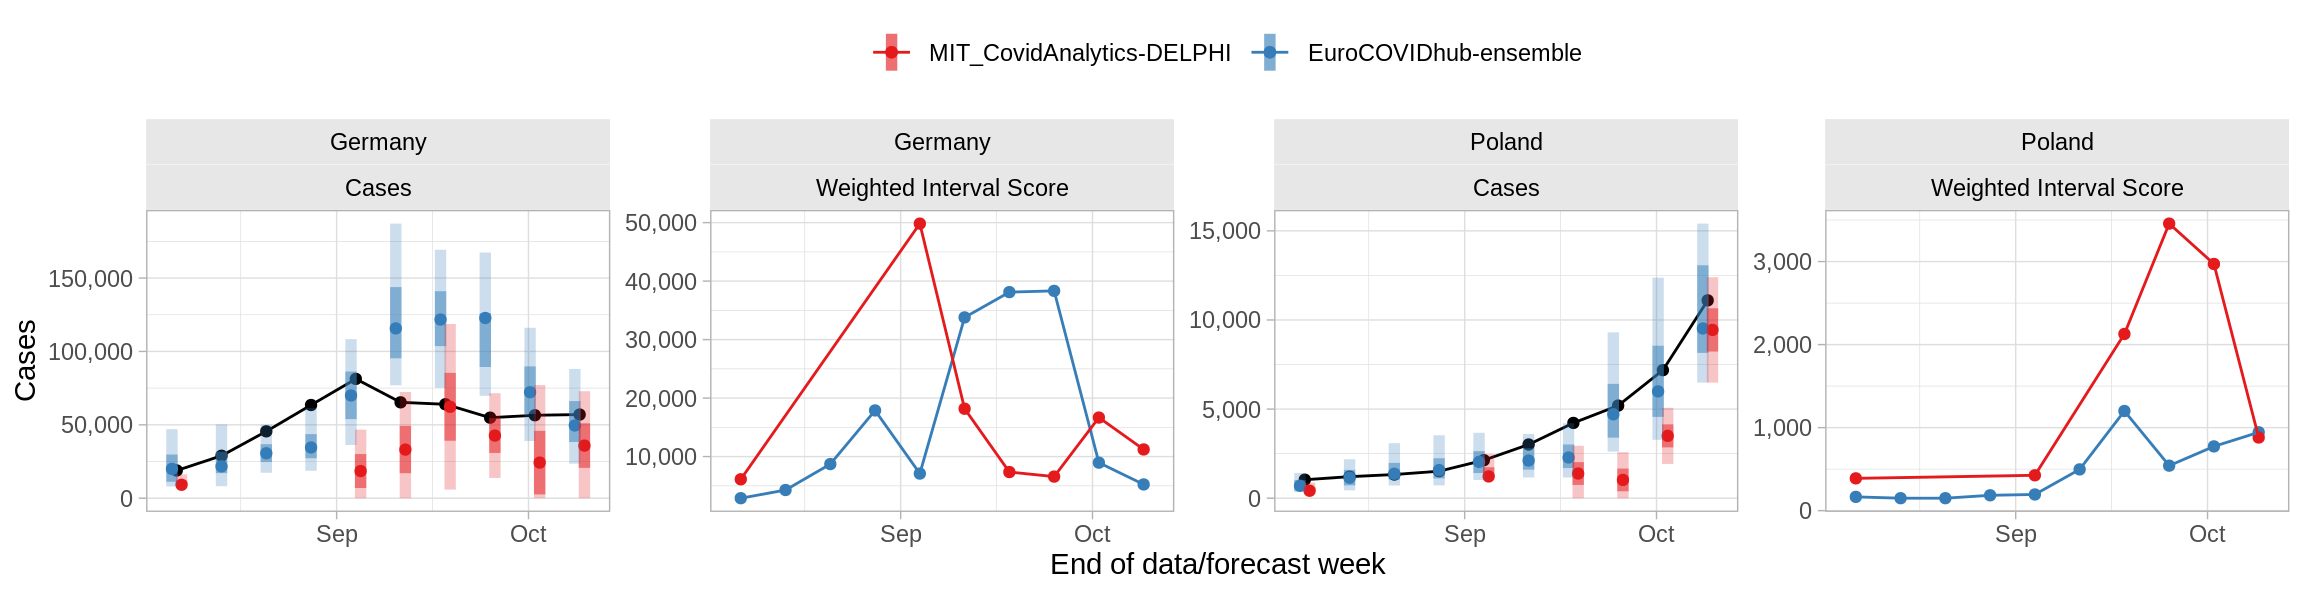 MIT_CovidAnalytics-DELPHI EuroCOVIDhub-ensemble
Germany Germany Poland Poland
Cases Weighted Interval Score Cases Weighted Interval Score
Cases
150,000
100,000
50,000
0
Sep Oct
50,000
40,000
30,000
20,000
10,000
Sep Oct
15,000
10,000
5,000
0
Sep Oct
3,000
2,000
1,000
0
Sep Oct
End of data/forecast week